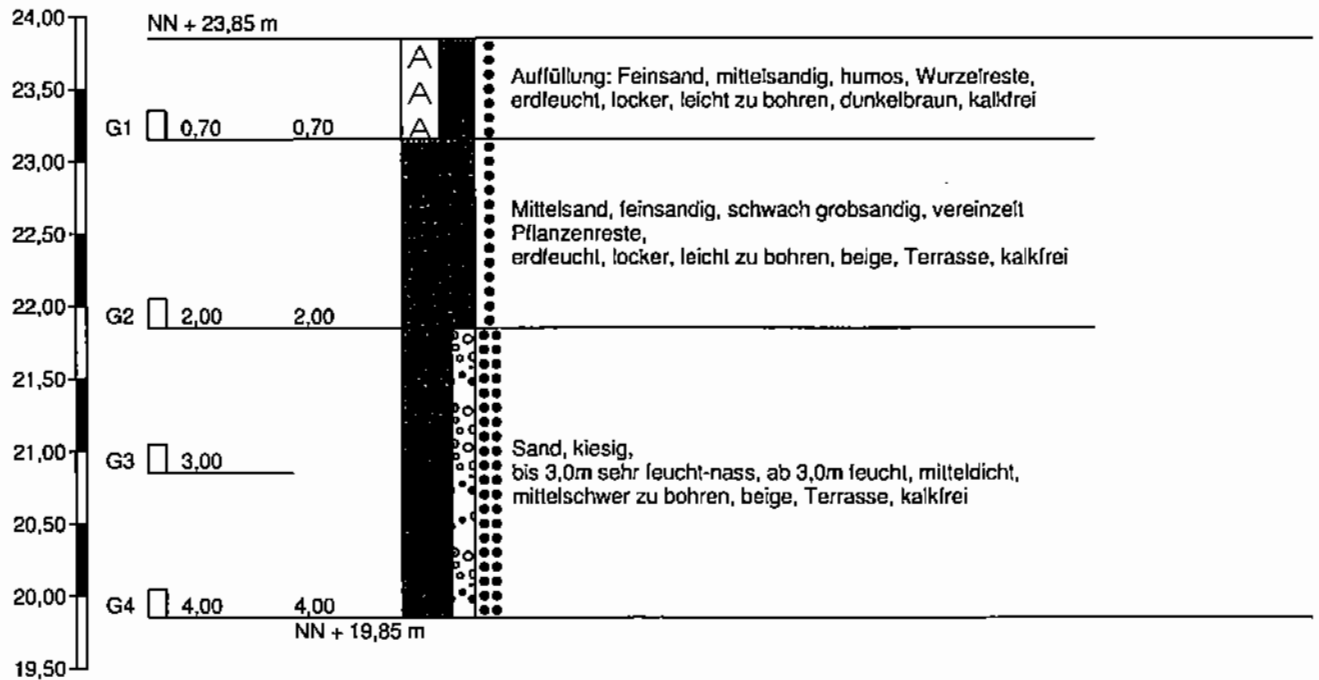 24,00
NN + 23,85 m
A
Auffüllung: Feinsand, mittelsandig, humos, Wurzelreste,
23,50
A
erdfeucht, locker, leicht zu bohren, dunkelbraun, kalkfrei
G1 0,70 0,70
A
23,00
Mittelsand, feinsandig, schwach grobsandig, vereinzelt
22,50
Pflanzenreste,
erdfeucht, locker, leicht zu bohren, beige, Terrasse, kalkfrei
22,00
G2 2,00 2,00
21,50
21,00
Sand, kiesig,
G3 3,00
bis 3,0m sehr feucht-nass, ab 3,0m feucht, mitteldicht,
mittelschwer zu bohren, beige, Terrasse, kalkfrei
20,50
20,00
G4 4,00 4,00
NN + 19,85 m
19,50